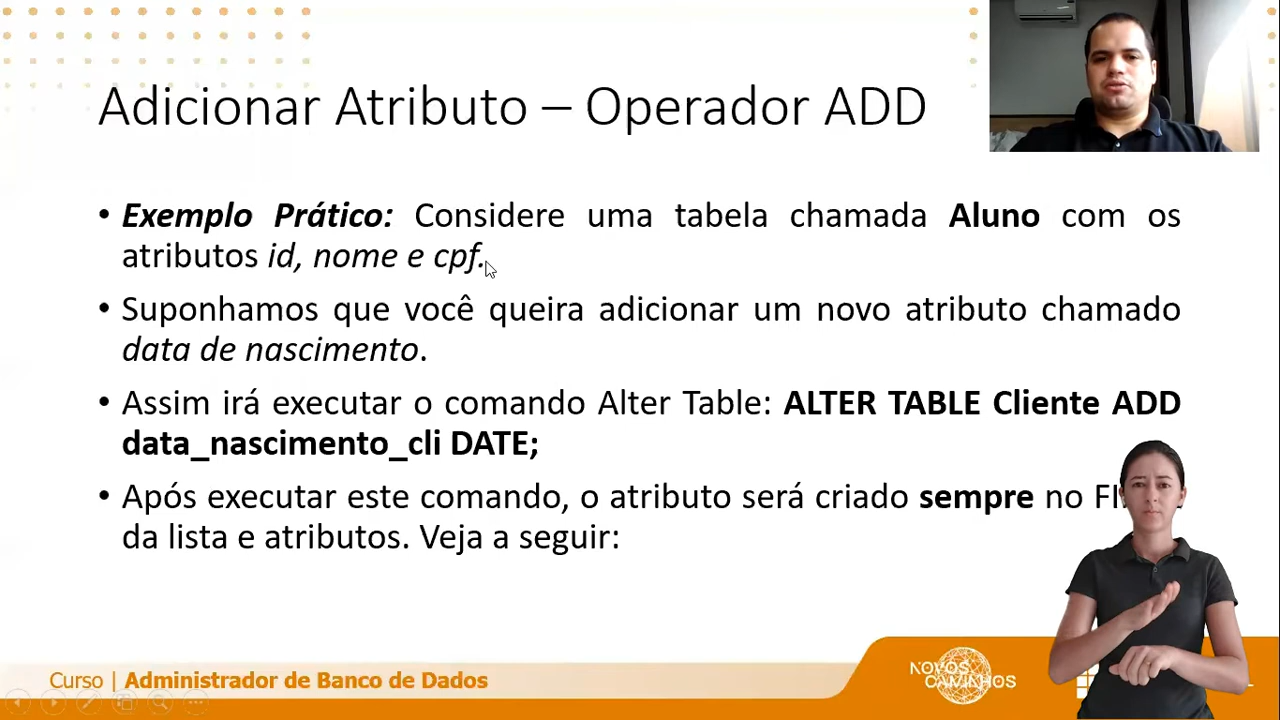 Adicionar Atributo – Operador ADD
• Exemplo Prático: Considere uma tabela chamada Aluno com os
atributos id, nome e cpf.
• Suponhamos que você queira adicionar um novo atributo chamado
data de nascimento.
• Assim irá executar o comando Alter Table: ALTER TABLE Cliente ADD
data_nascimento_cli DATE;
• Após executar este comando, o atributo será criado sempre no
da lista e atributos. Veja a seguir:
Curso | Administrador de Banco de Dados
NOVOS
CAMINHOS